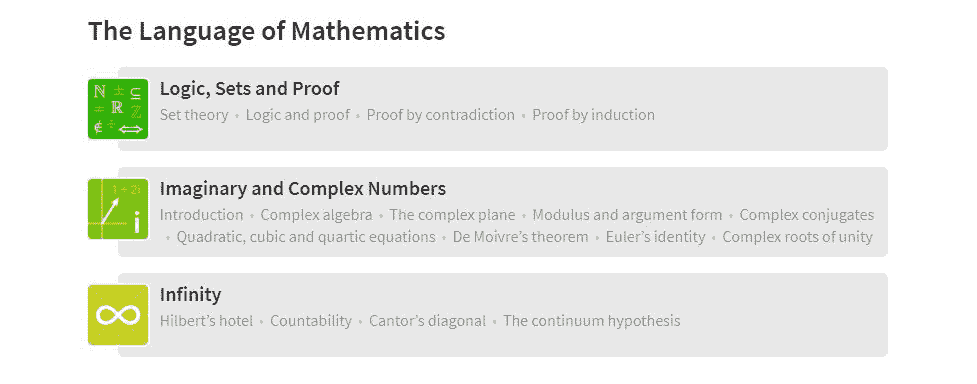 The Language of Mathematics
Logic, Sets and Proof
Set theory • Logic and proof • Proof by contradiction • Proof by induction
N ± ⊆
= R Z
∉ ÷ ⇔
Imaginary and Complex Numbers
Introduction • Complex algebra • The complex plane • Modulus and argument form • Complex conjugates
• Quadratic, cubic and quartic equations • De Moivre’s theorem • Euler’s identity • Complex roots of unity
1 + 2i
i
Infinity
Hilbert’s hotel • Countability • Cantor’s diagonal • The continuum hypothesis
∞